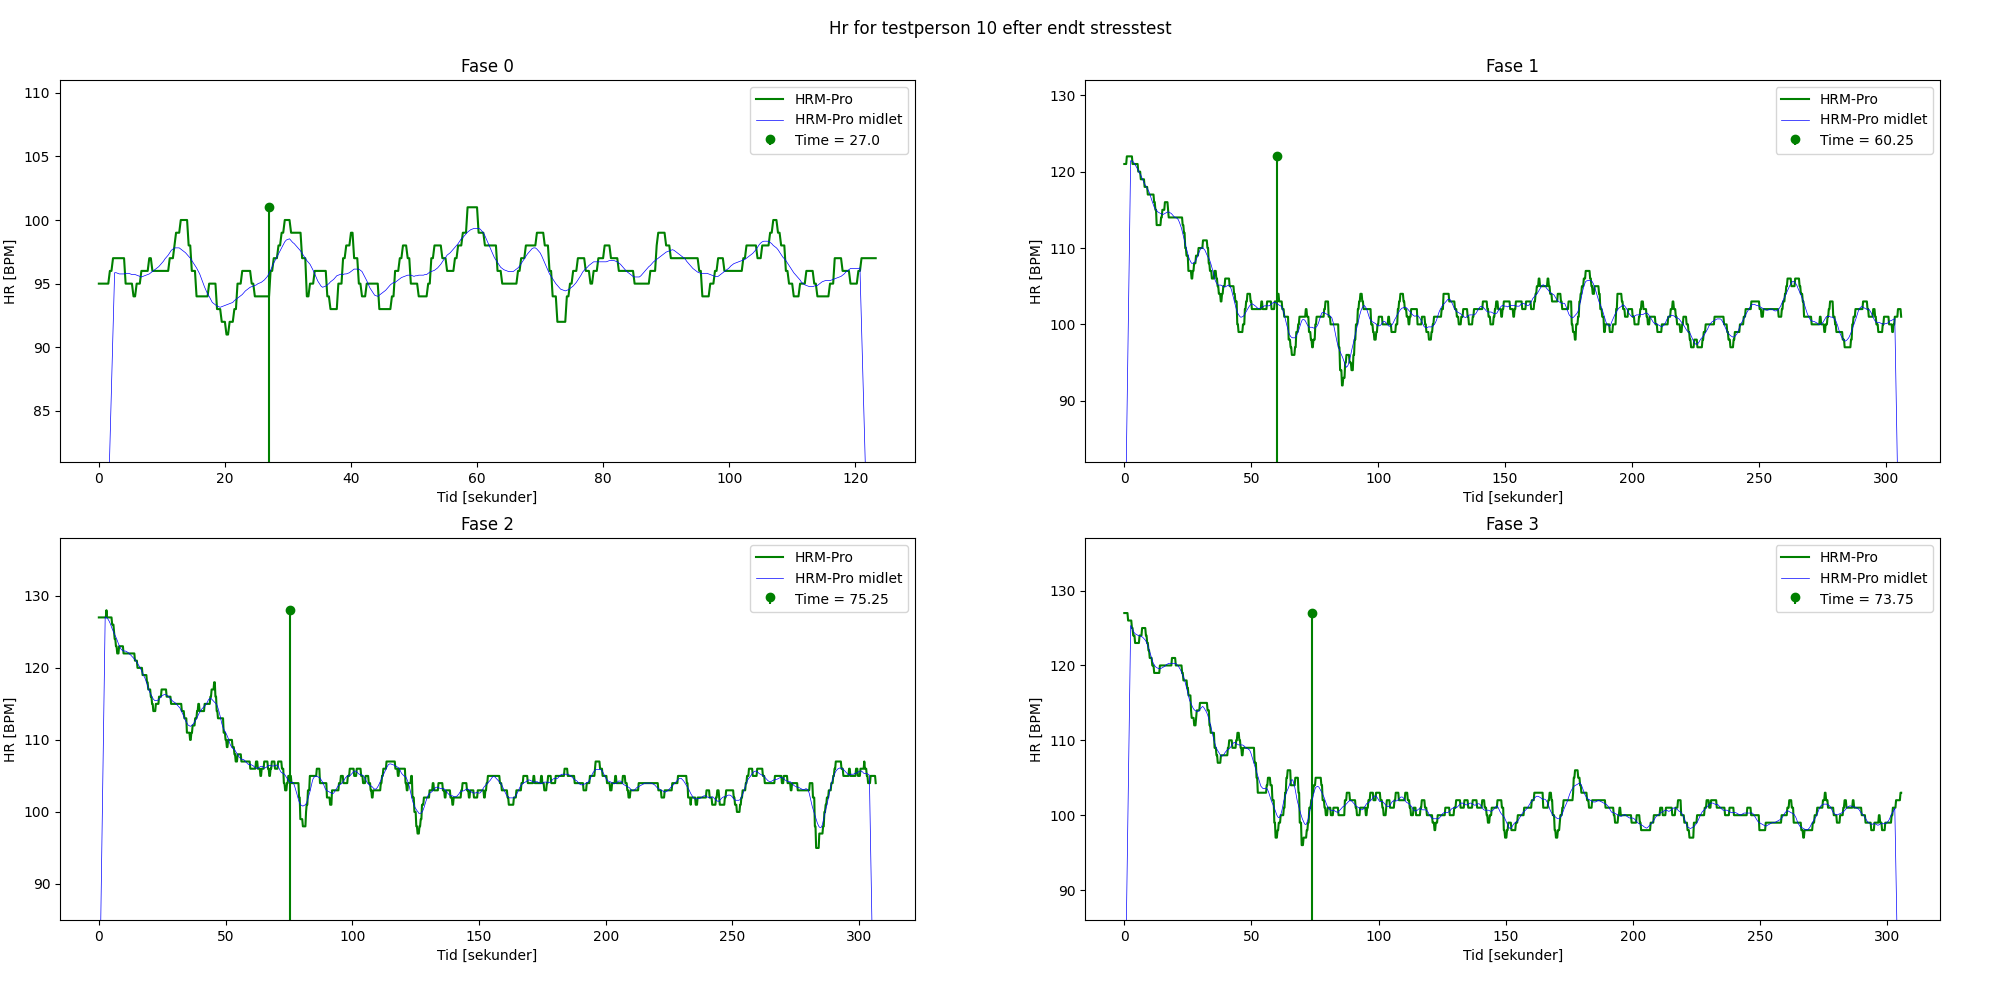 Hr for testperson 10 efter endt stresstest
Fase 0
HR [BPM]
110
105
100
95
90
85
0 20 40 60 80 100 120
Tid [sekunder]
HRM-Pro
HRM-Pro midlet
Time = 27.0
Fase 1
HR [BPM]
130
120
110
100
90
0 50 100 150 200 250 300
Tid [sekunder]
HRM-Pro
HRM-Pro midlet
Time = 60.25
Fase 2
HR [BPM]
130
120
110
100
90
0 50 100 150 200 250 300
Tid [sekunder]
HRM-Pro
HRM-Pro midlet
Time = 75.25
Fase 3
HR [BPM]
130
120
110
100
90
0 50 100 150 200 250 300
Tid [sekunder]
HRM-Pro
HRM-Pro midlet
Time = 73.75